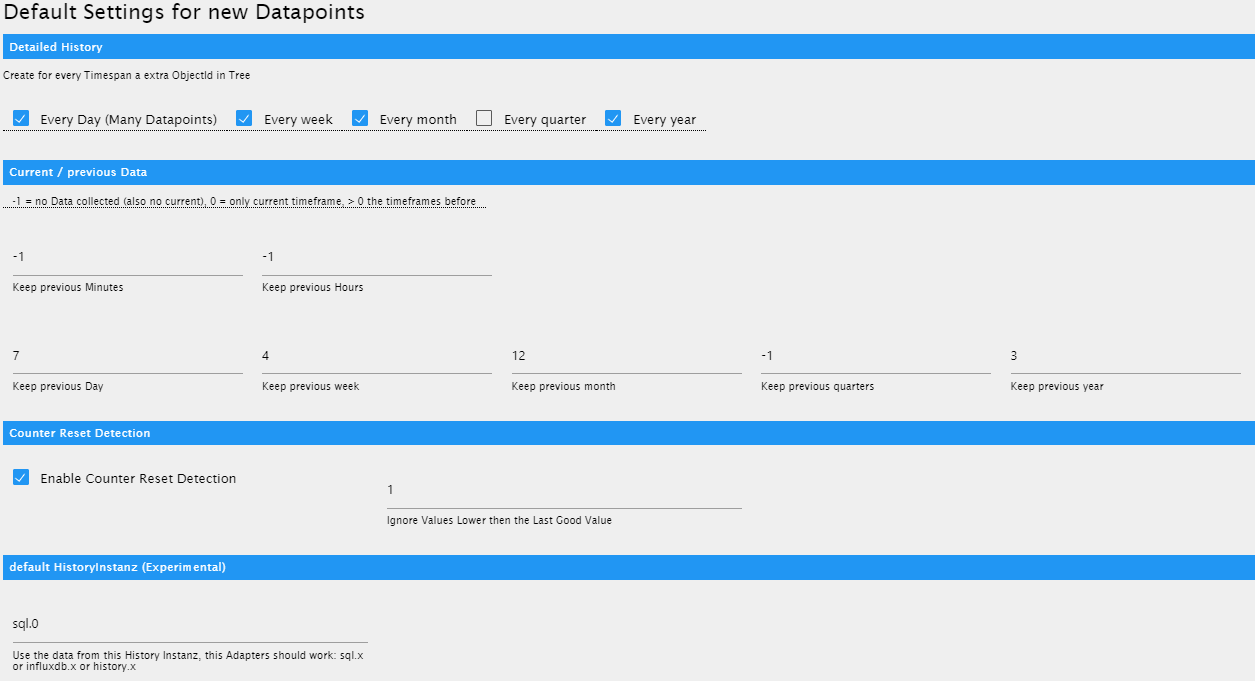 Default Settings for new Datapoints
Detailed History
Create for every Timespan a extra ObjectId in Tree
Every Day (Many Datapoints) Every week Every month Every quarter Every year
Current / previous Data
-1 = no Data collected (also no current), 0 = only current timeframe, > 0 the timeframes before
-1 -1
Keep previous Minutes Keep previous Hours
7 4 12 -1 3
Keep previous Day Keep previous week Keep previous month Keep previous quarters Keep previous year
Counter Reset Detection
Enable Counter Reset Detection
1
Ignore Values Lower then the Last Good Value
default HistoryInstanz (Experimental)
sql.0
Use the data from this History Instanz, this Adapters should work: sql.x
or influxdb.x or history.x